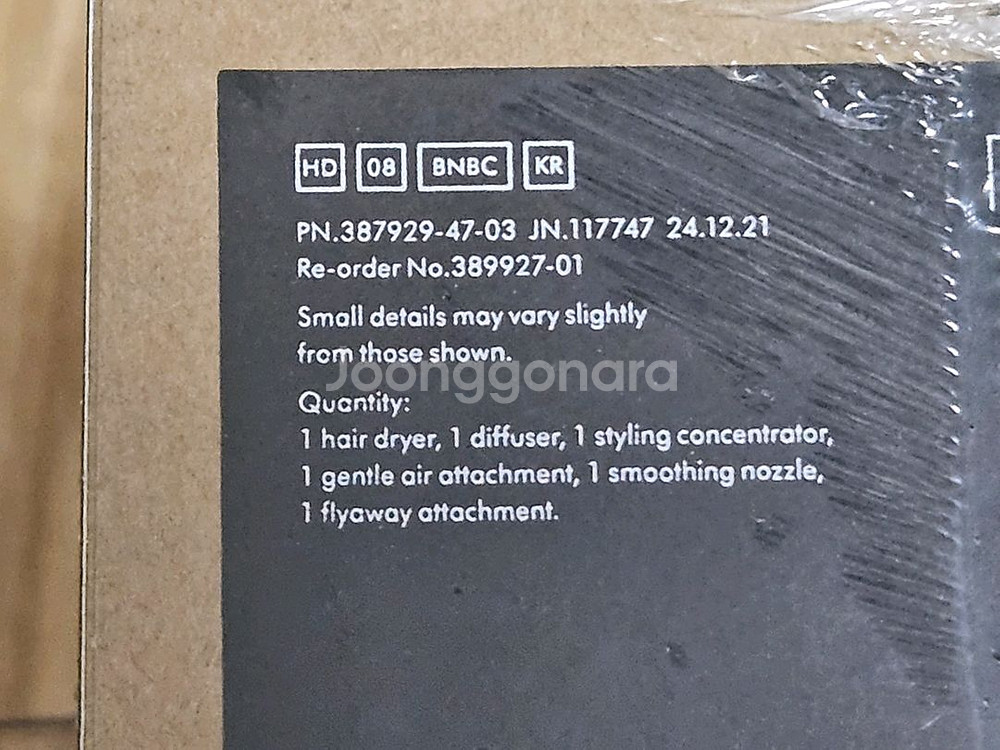 HD 08 BNBC KR
PN.387929-47-03 JN.117747 24.12.21
Re-order No.389927-01
Small details may vary slightly
from those shown.
Joonggonara
Quantity:
1 hair dryer, 1 diffuser, 1 styling concentrator,
1 gentle air attachment, 1 smoothing nozzle,
1 flyaway attachment.